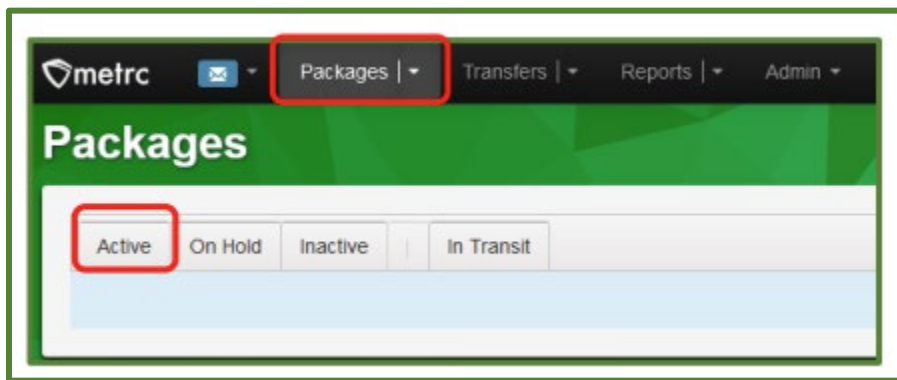 metrc Packages Transfers Reports Admin
Packages
Active On Hold Inactive In Transit